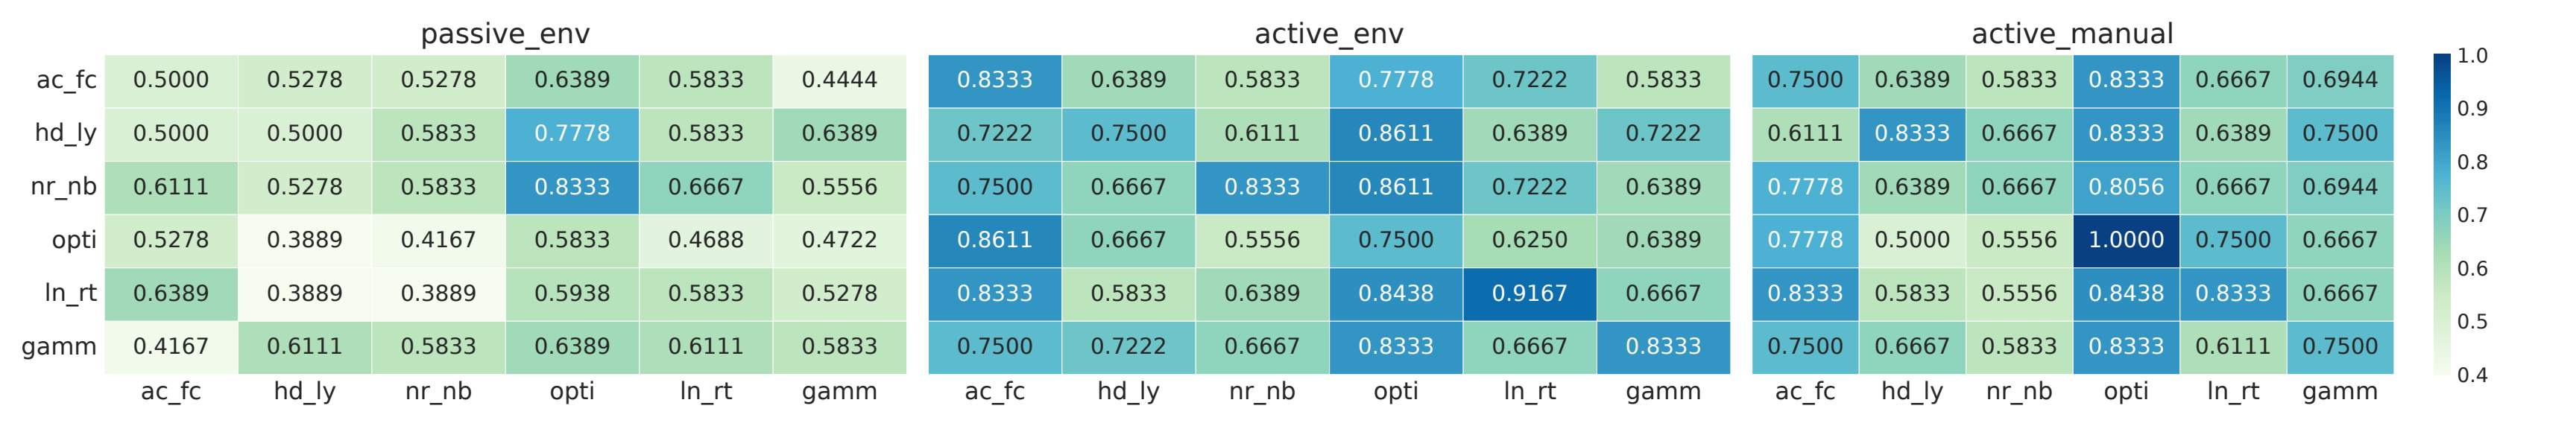 passive_env active_env active_manual
1.0
ac_fc 0.5000 0.5278 0.5278 0.6389 0.5833 0.4444 0.8333 0.6389 0.5833 0.7778 0.7222 0.5833 0.7500 0.6389 0.5833 0.8333 0.6667 0.6944
0.9
hd_ly 0.5000 0.5000 0.5833 0.7778 0.5833 0.6389 0.7222 0.7500 0.6111 0.8611 0.6389 0.7222 0.6111 0.8333 0.6667 0.8333 0.6389 0.7500
0.8
nr_nb 0.6111 0.5278 0.5833 0.8333 0.6667 0.5556 0.7500 0.6667 0.8333 0.8611 0.7222 0.6389 0.7778 0.6389 0.6667 0.8056 0.6667 0.6944
0.7
opti 0.5278 0.3889 0.4167 0.5833 0.4688 0.4722 0.8611 0.6667 0.5556 0.7500 0.6250 0.6389 0.7778 0.5000 0.5556 1.0000 0.7500 0.6667
0.6
ln_rt 0.6389 0.3889 0.3889 0.5938 0.5833 0.5278 0.8333 0.5833 0.6389 0.8438 0.9167 0.6667 0.8333 0.5833 0.5556 0.8438 0.8333 0.6667
0.5
gamm 0.4167 0.6111 0.5833 0.6389 0.6111 0.5833 0.7500 0.7222 0.6667 0.8333 0.6667 0.8333 0.7500 0.6667 0.5833 0.8333 0.6111 0.7500
0.4
ac_fc hd_ly nr_nb opti ln_rt gamm ac_fc hd_ly nr_nb opti ln_rt gamm ac_fc hd_ly nr_nb opti ln_rt gamm